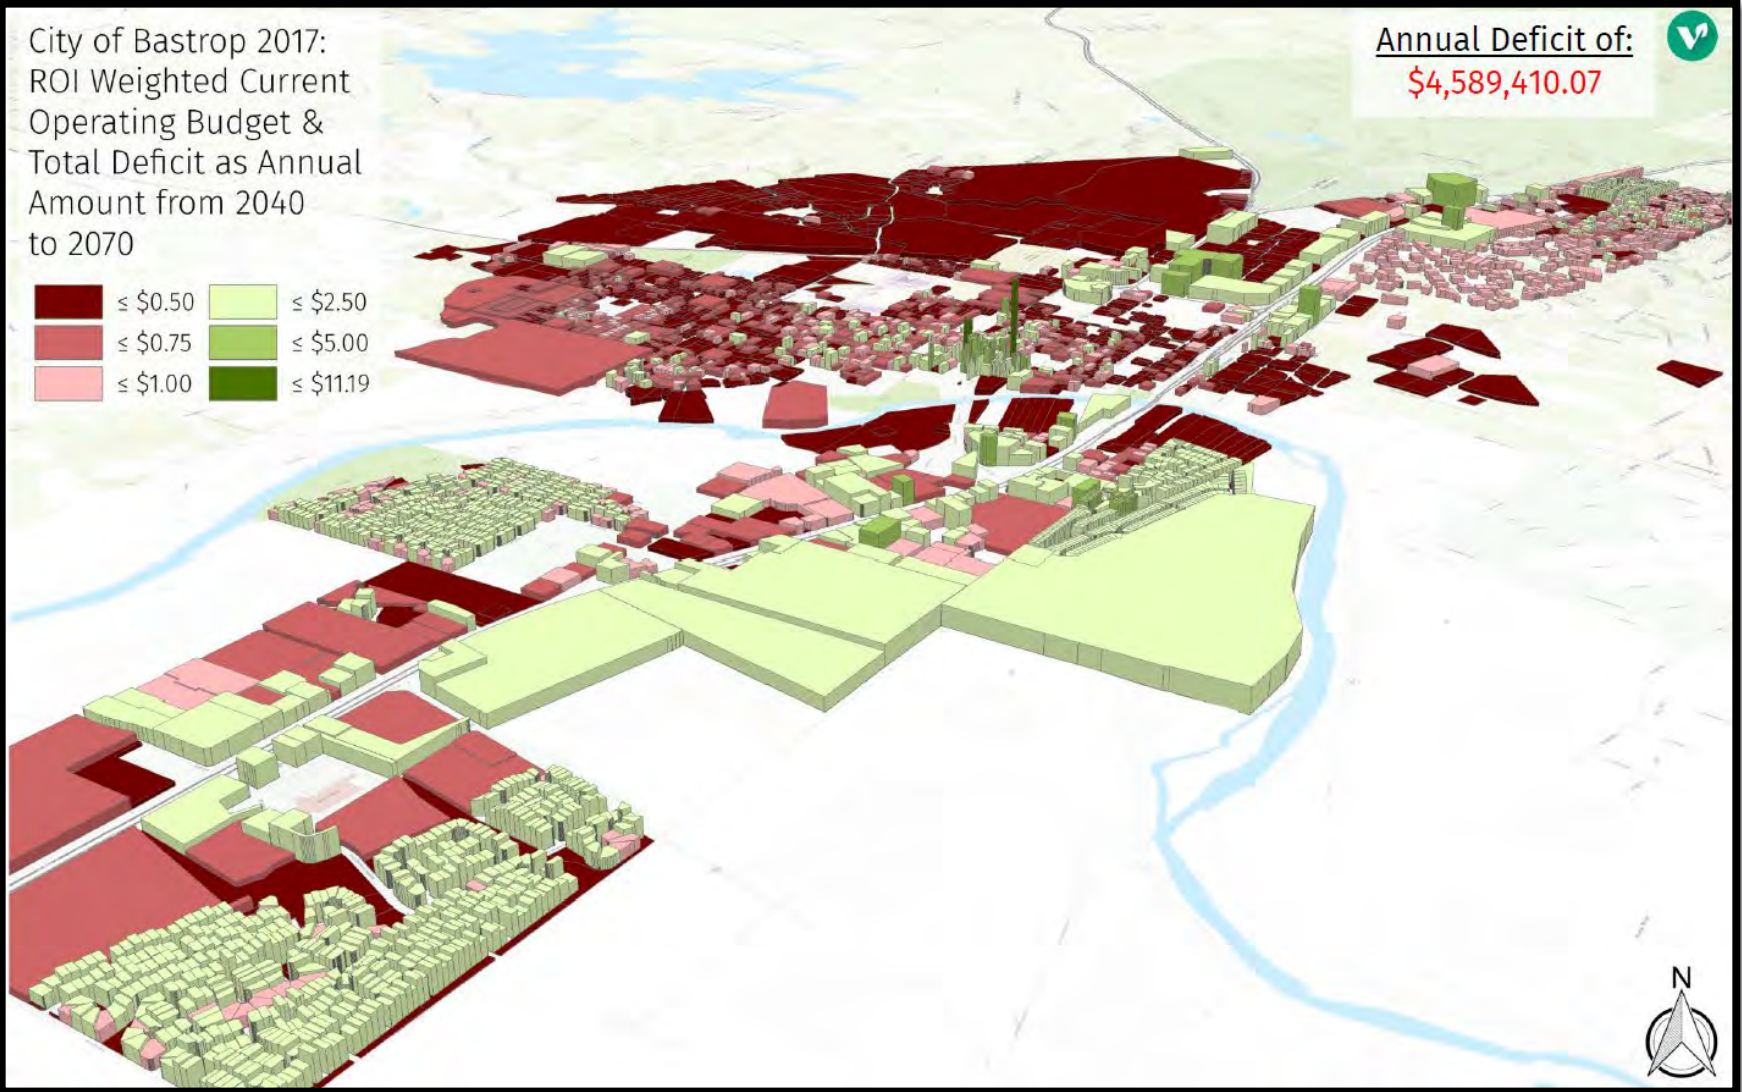 City of Bastrop 2017:
ROI Weighted Current
Operating Budget &
Total Deficit as Annual
Amount from 2040
to 2070
≤ $0.50
≤ $2.50
≤ $0.75
≤ $5.00
≤ $1.00
≤ $11.19
Annual Deficit of:
$4,589,410.07
N